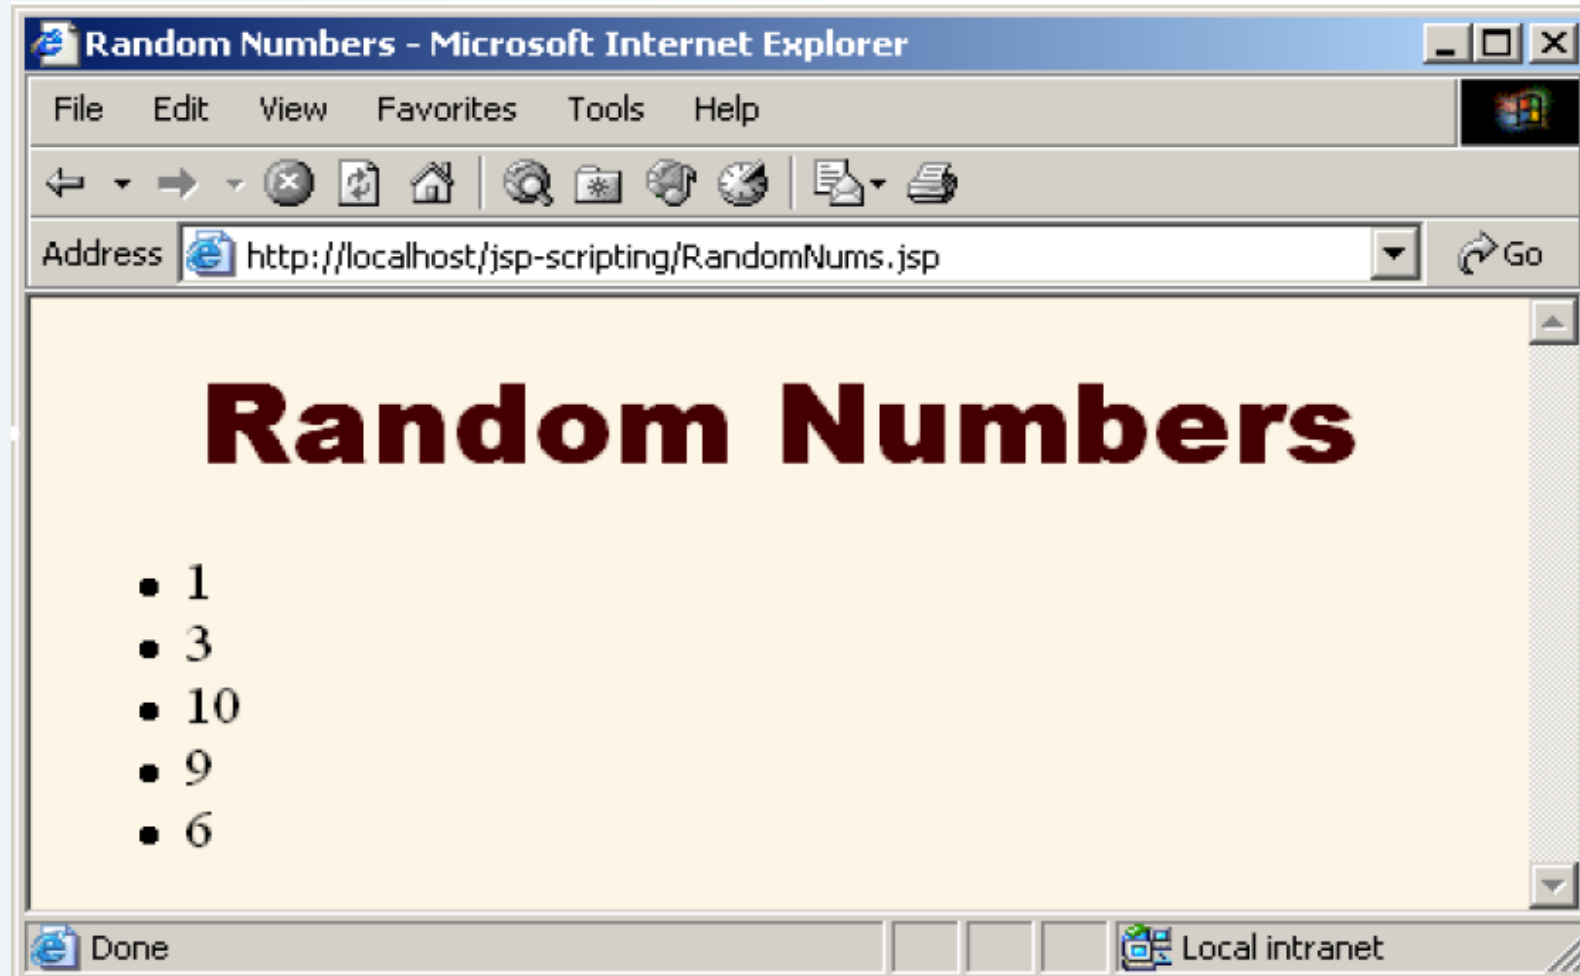 Random Numbers - Microsoft Internet Explorer
File Edit View Favorites Tools Help
Address http://localhost/jsp-scripting/RandomNums.jsp Go
Random Numbers
• 1
• 3
• 10
• 9
• 6
Done Local intranet